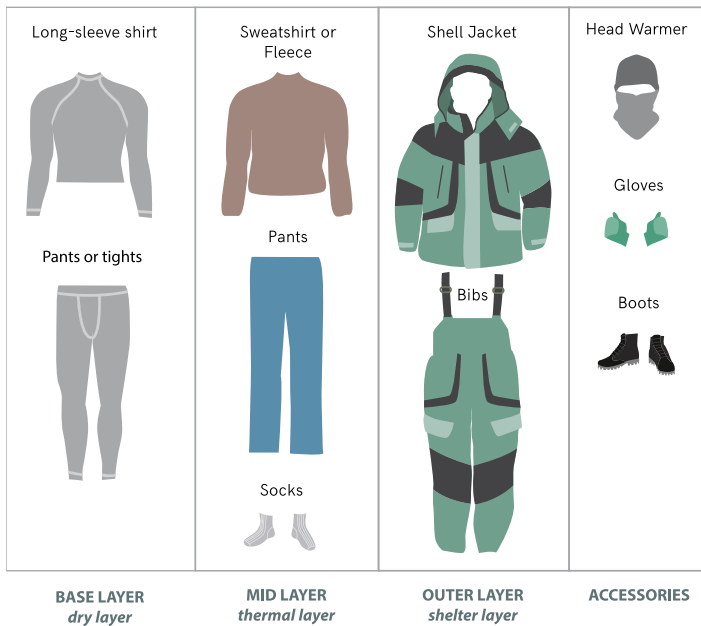 Long-sleeve shirt
Pants or tights
BASE LAYER
dry layer
Sweatshirt or
Fleece
Pants
Socks
MID LAYER
thermal layer
Shell Jacket
Bibs
OUTER LAYER
shelter layer
Head Warmer
Gloves
Boots
ACCESSORIES